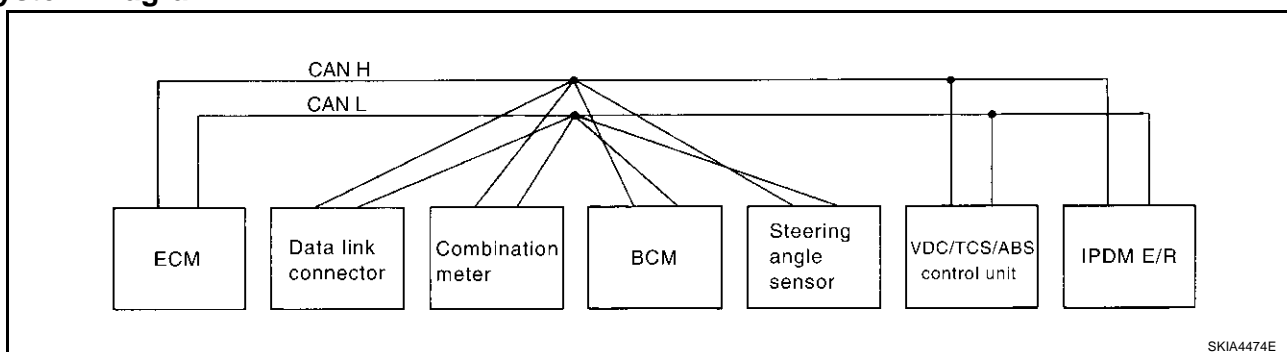 CAN H
CAN L
ECM
Data link
connector
Combination
meter
BCM
Steering
angle
sensor
VDC/TCS/ABS
control unit
IPDM E/R
SKIA4474E